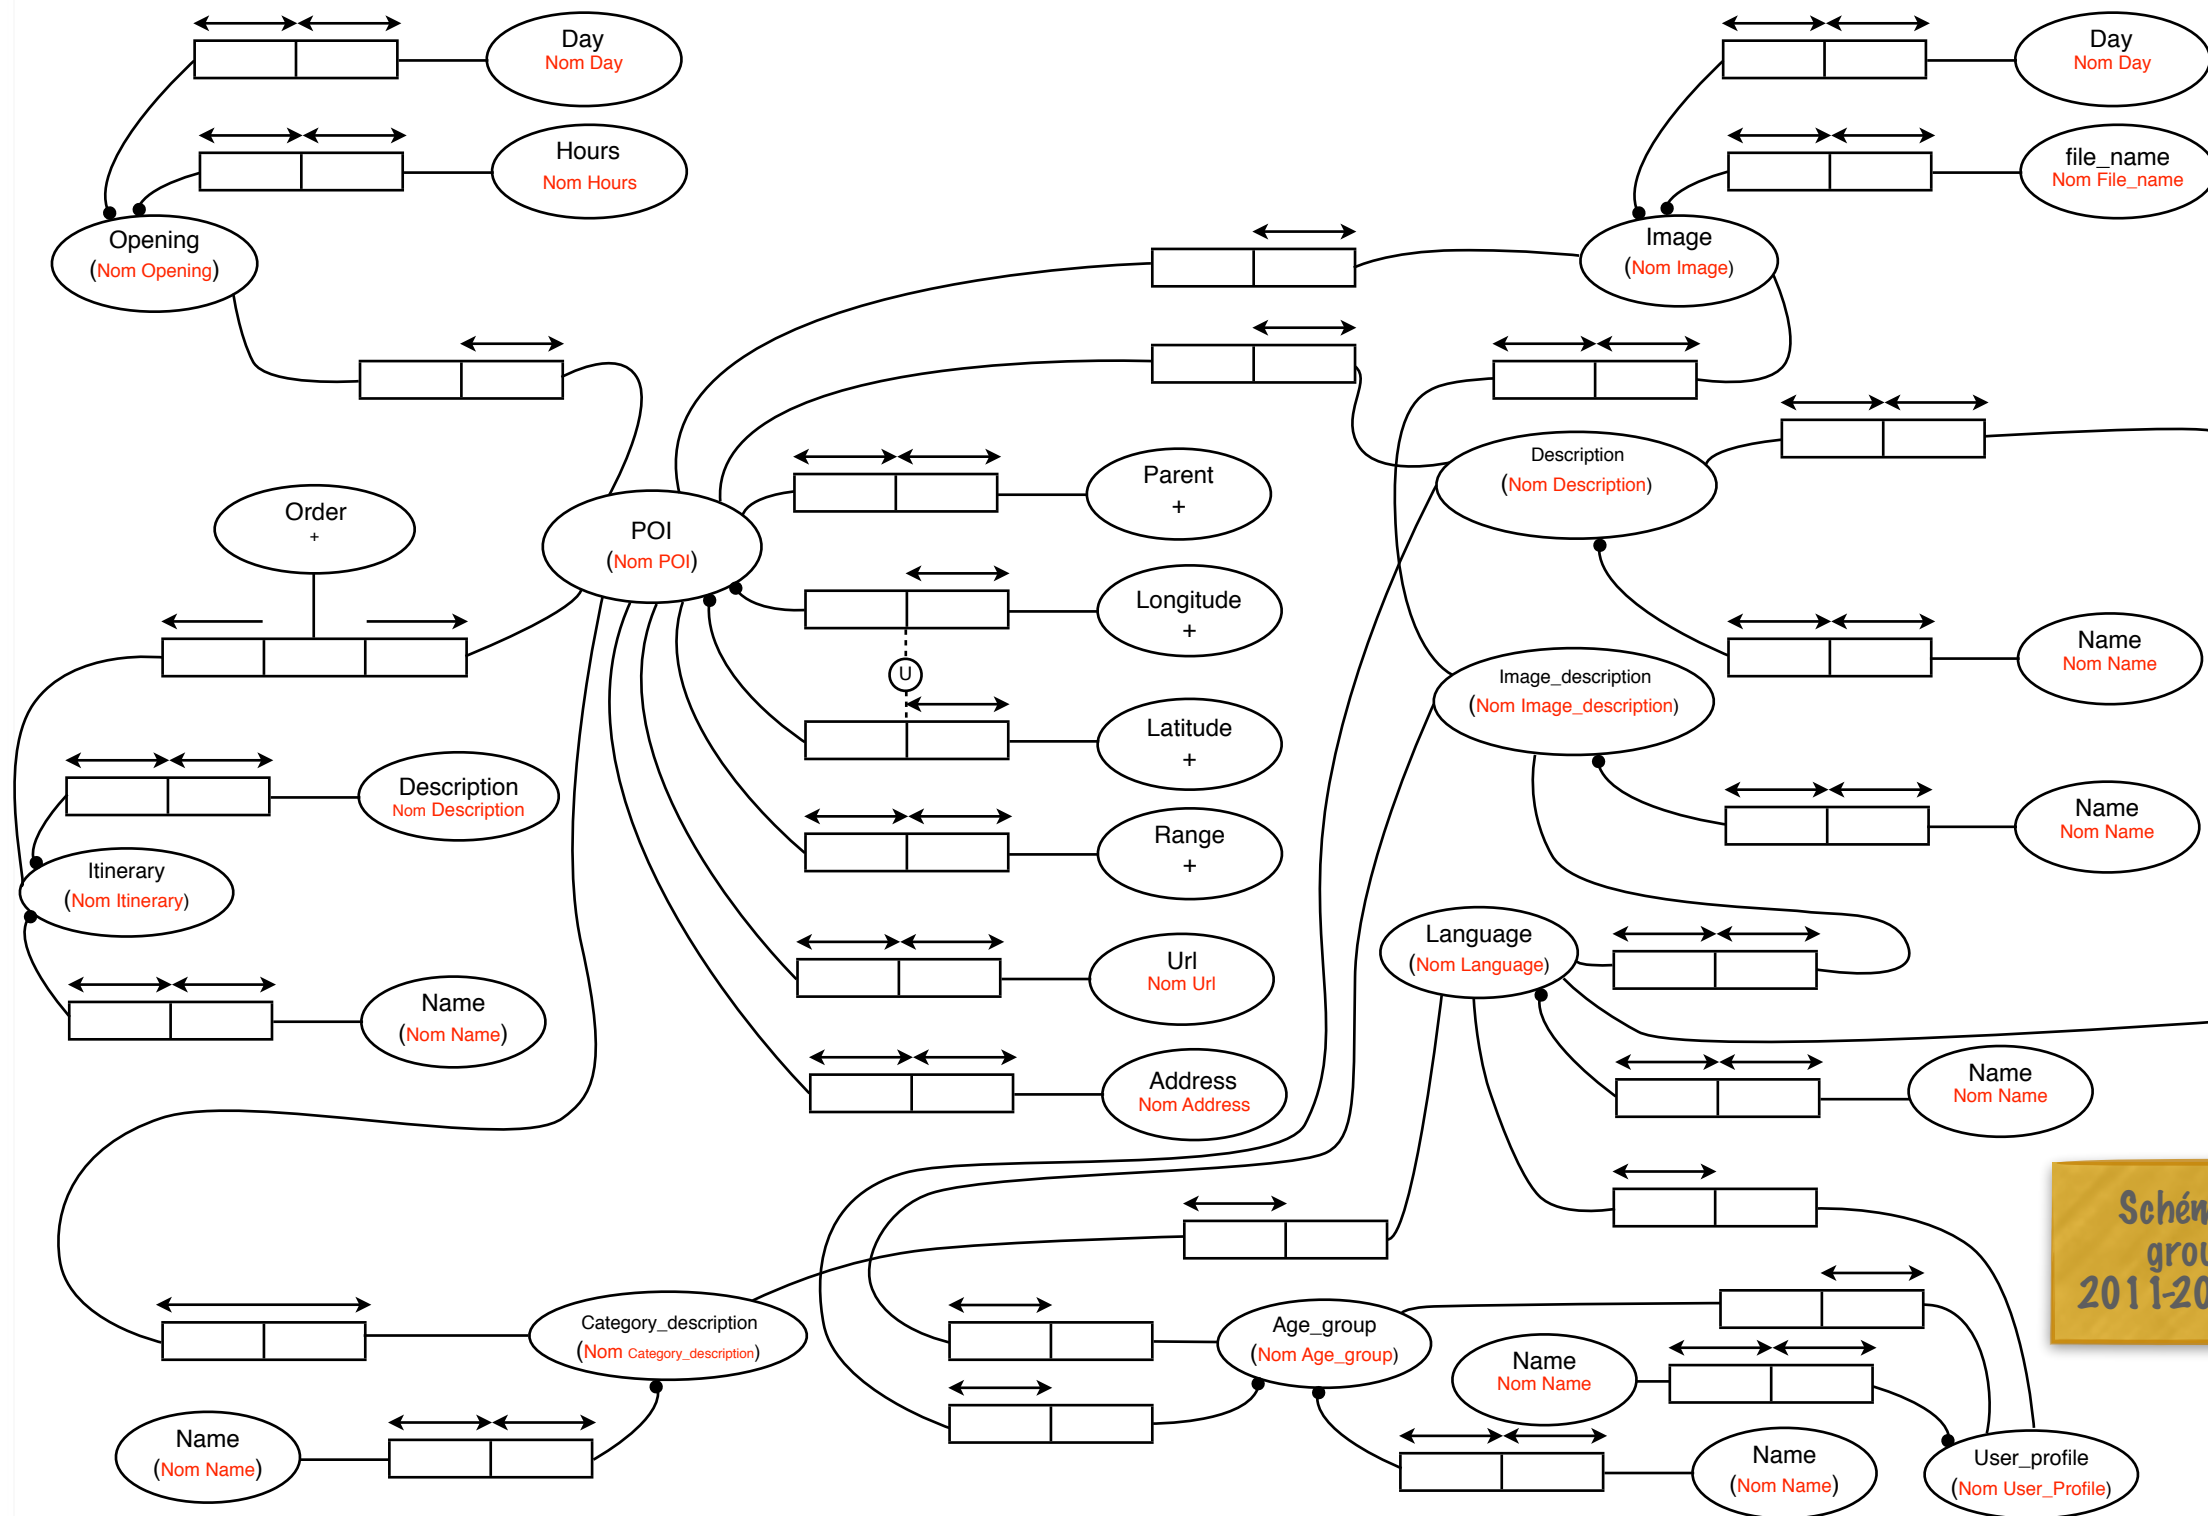 Day
Nom Day
Day
Nom Day
Hours
Nom Hours
file_name
Nom File_name
Opening
(Nom Opening)
Image
(Nom Image)
Description
(Nom Description)
Parent
+
Order
+
POI
(Nom POI)
Longitude
+
U
Name
Nom Name
Image_description
(Nom Image_description)
Latitude
+
Description
Nom Description
Name
Nom Name
Range
+
Itinerary
(Nom Itinerary)
Language
(Nom Language)
Url
Nom Url
Name
(Nom Name)
Address
Nom Address
Name
Nom Name
2011-20
Category_description
(Nom Category_description)
Age_group
(Nom Age_group)
Name
Nom Name
Name
(Nom Name)
Name
(Nom Name)
User_profile
(Nom User_Profile)